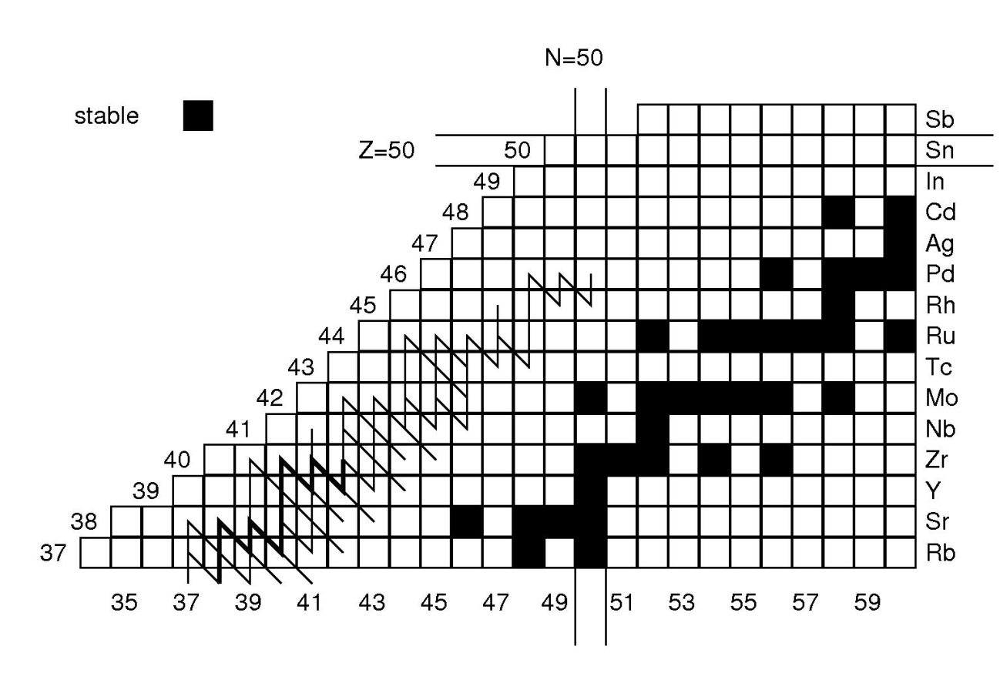 N=50
stable
Sb
Z=50 50 Sn
49 In
48 Cd
47 Ag
46 Pd
45 Rh
44 Ru
43 Tc
42 Mo
41 Nb
40 Zr
39 Y
38 Sr
37 Rb
35 37 39 41 43 45 47 49 51 53 55 57 59